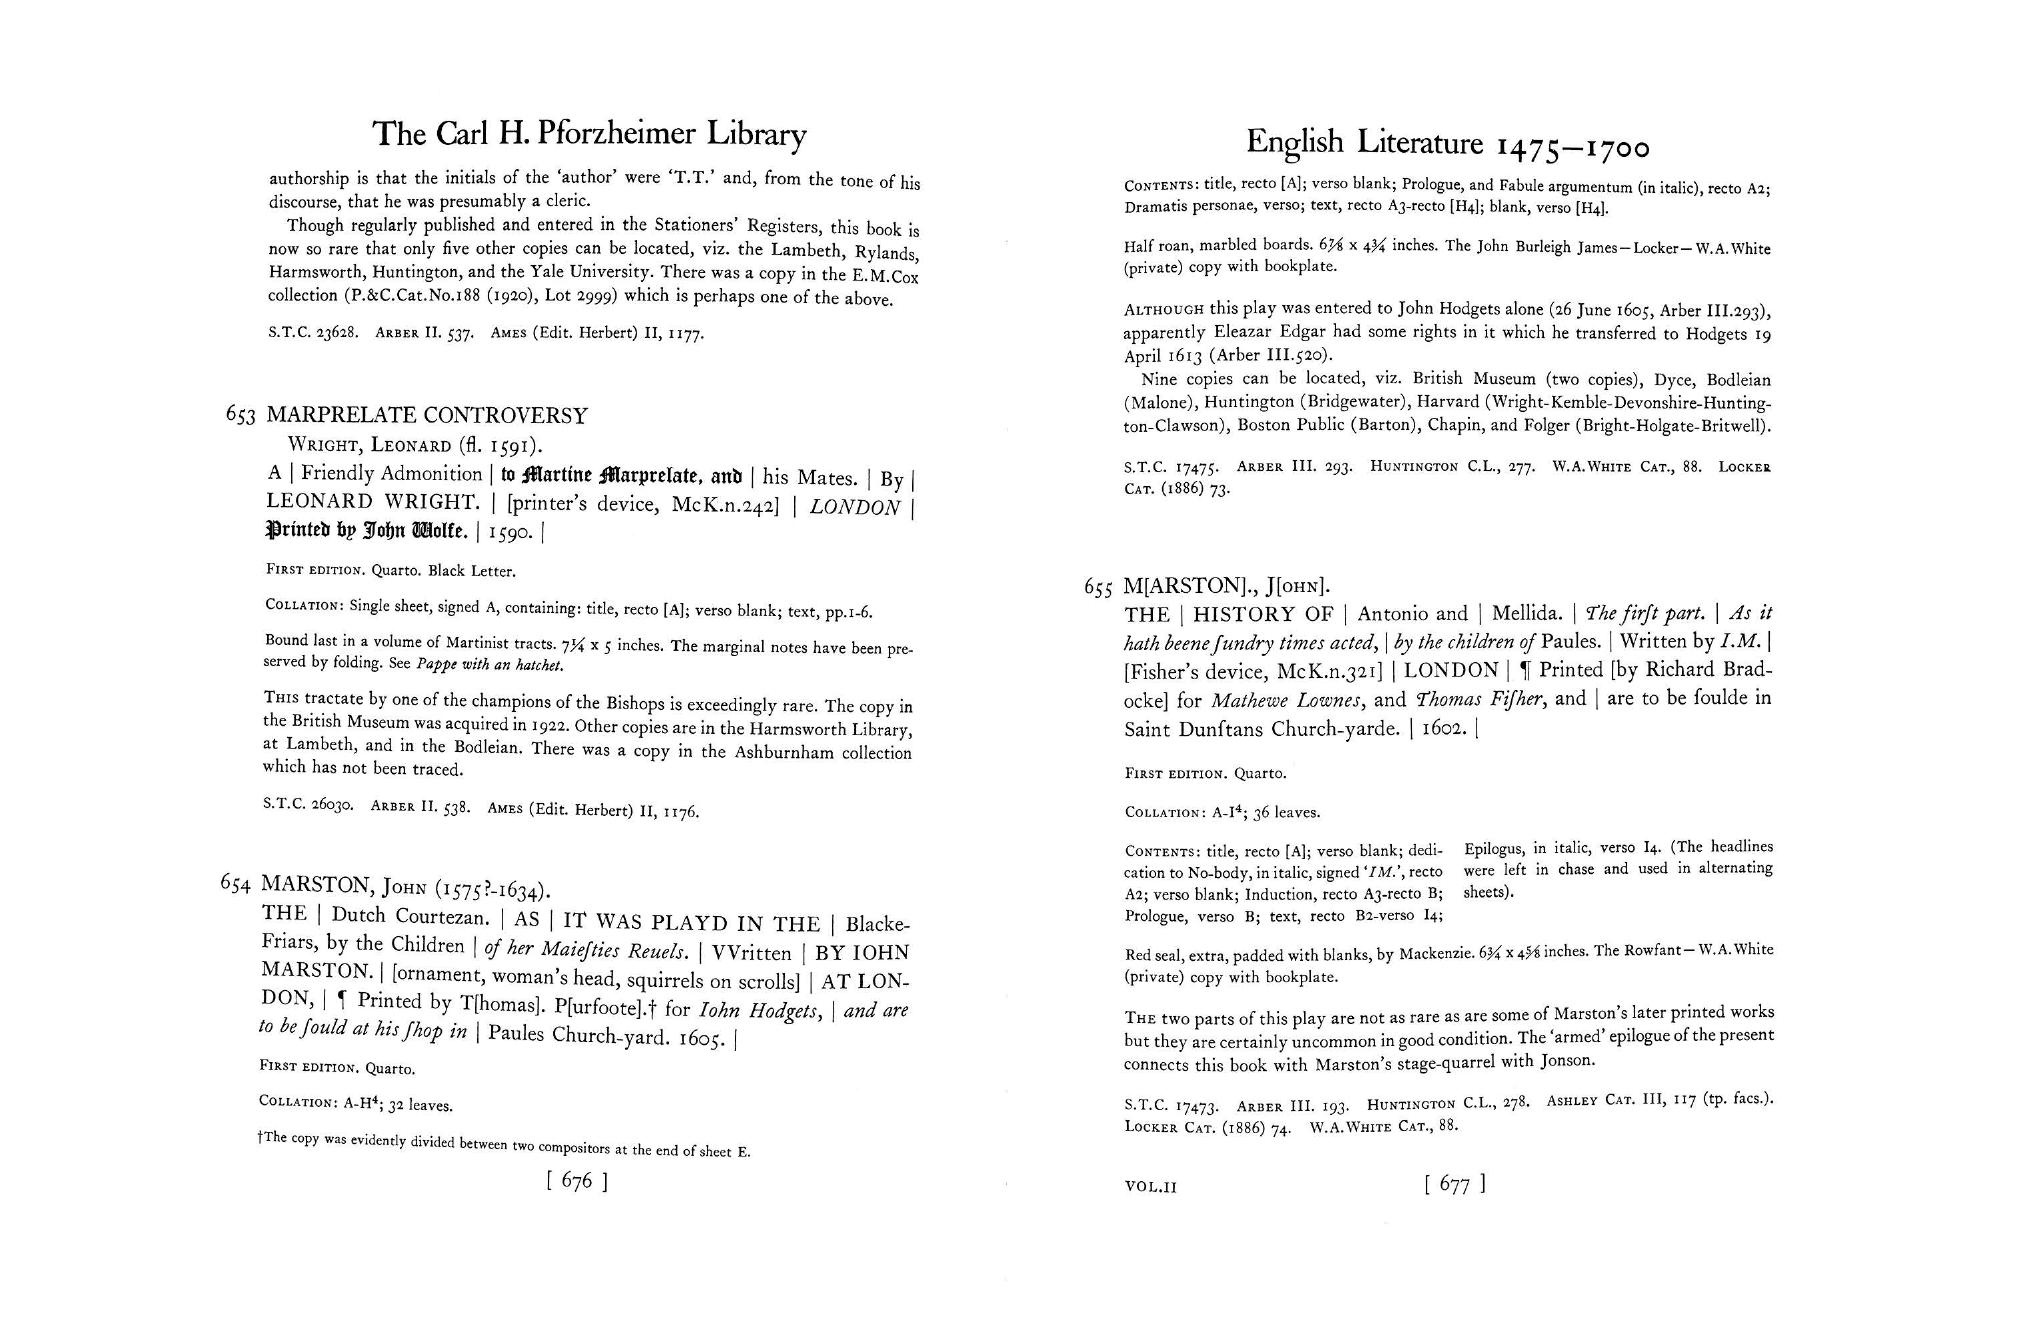 The Carl H. Pforzheimer Library
authorship is that the initials of the ‘author’ were ‘T.T.’ and, from the tone of his
discourse, that he was presumably a cleric.
Though regularly published and entered in the Stationers’ Registers, this book is
now so rare that only five other copies can be located, viz. the Lambeth, Rylands,
Harmsworth, Huntington, and the Yale University. There was a copy in the E.M.Cox
collection (P.&C.Cat.No.188 (1920), Lot 2999) which is perhaps one of the above.
S.T.C. 23628. Arber II. 537. Ames (Edit. Herbert) II, 1177.
653 MARPRELATE CONTROVERSY
Wright, Leonard (fl. 1591).
A | Friendly Admonition | to Martine Marprelate, and | his Mates. | By |
LEONARD WRIGHT. | [printer’s device, McK.n.242] | LONDON |
Printed by John Wolfe. | 1590. |
First edition. Quarto. Black Letter.
Collation: Single sheet, signed A, containing: title, recto [A]; verso blank; text, pp.1-6.
Bound last in a volume of Martinist tracts. 7¼ x 5 inches. The marginal notes have been pre-
served by folding. See Pappe with an hatchet.
This tractate by one of the champions of the Bishops is exceedingly rare. The copy in
the British Museum was acquired in 1922. Other copies are in the Harmsworth Library,
at Lambeth, and in the Bodleian. There was a copy in the Ashburnham collection
which has not been traced.
S.T.C. 26030. Arber II. 538. Ames (Edit. Herbert) II, 1176.
654 MARSTON, John (1575?-1634).
THE | Dutch Courtezan. | AS | IT WAS PLAYD IN THE | Blacke-
Friars, by the Children | of her Maieſties Reuels. | VVritten | BY IOHN
MARSTON. | [ornament, woman’s head, squirrels on scrolls] | AT LON-
DON, | ¶ Printed by T[homas]. P[urfoote].† for Iohn Hodgets, | and are
to be ſould at his ſhop in | Paules Church-yard. 1605. |
First edition. Quarto.
Collation: A-H⁴; 32 leaves.
†The copy was evidently divided between two compositors at the end of sheet E.
[ 676 ]
English Literature 1475–1700
Contents: title, recto [A]; verso blank; Prologue, and Fabule argumentum (in italic), recto A2;
Dramatis personae, verso; text, recto A3-recto [H4]; blank, verso [H4].
Half roan, marbled boards. 6⅞ x 4¾ inches. The John Burleigh James—Locker—W.A.White
(private) copy with bookplate.
Although this play was entered to John Hodgets alone (26 June 1605, Arber III.293),
apparently Eleazar Edgar had some rights in it which he transferred to Hodgets 19
April 1613 (Arber III.520).
Nine copies can be located, viz. British Museum (two copies), Dyce, Bodleian
(Malone), Huntington (Bridgewater), Harvard (Wright-Kemble-Devonshire-Hunting-
ton-Clawson), Boston Public (Barton), Chapin, and Folger (Bright-Holgate-Britwell).
S.T.C. 17475. Arber III. 293. Huntington C.L., 277. W.A.White Cat., 88. Locker
Cat. (1886) 73.
655 M[ARSTON]., J[ohn].
THE | HISTORY OF | Antonio and | Mellida. | The firſt part. | As it
hath beene ſundry times acted, | by the children of Paules. | Written by I.M. |
[Fisher’s device, McK.n.321] | LONDON | ¶ Printed [by Richard Brad-
ocke] for Mathewe Lownes, and Thomas Fiſher, and | are to be ſoulde in
Saint Dunſtans Church-yarde. | 1602. |
First edition. Quarto.
Collation: A-I⁴; 36 leaves.
Contents: title, recto [A]; verso blank; dedi-
cation to No-body, in italic, signed ‘IM.’, recto
A2; verso blank; Induction, recto A3-recto B;
Prologue, verso B; text, recto B2-verso I4;
Epilogus, in italic, verso I4. (The headlines
were left in chase and used in alternating
sheets).
Red seal, extra, padded with blanks, by Mackenzie. 6¾ x 4⅝ inches. The Rowfant—W.A.White
(private) copy with bookplate.
The two parts of this play are not as rare as are some of Marston’s later printed works
but they are certainly uncommon in good condition. The ‘armed’ epilogue of the present
connects this book with Marston’s stage-quarrel with Jonson.
S.T.C. 17473. Arber III. 193. Huntington C.L., 278. Ashley Cat. III, 117 (tp. facs.).
Locker Cat. (1886) 74. W.A.White Cat., 88.
VOL.II
[ 677 ]